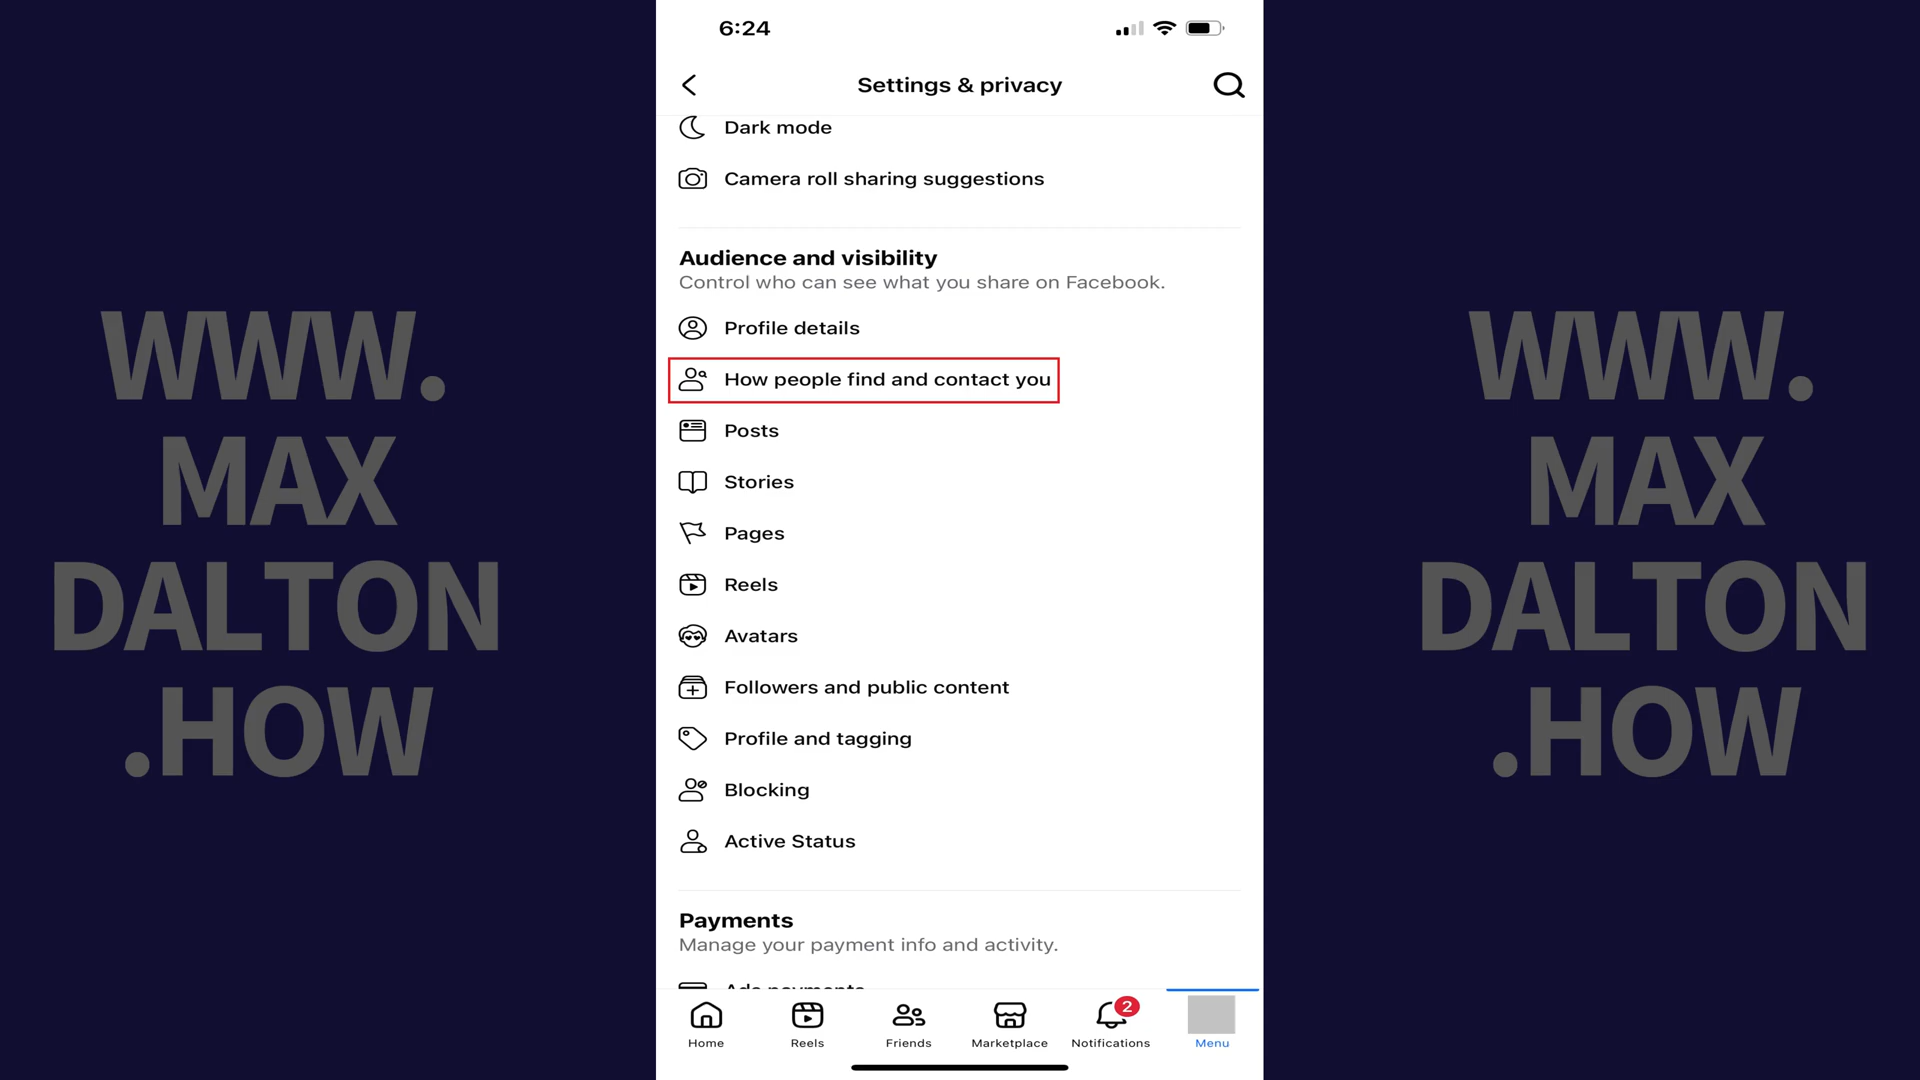 6:24
Settings & privacy
Dark mode
Camera roll sharing suggestions
Audience and visibility
Control who can see what you share on Facebook.
Profile details
How people find and contact you
Posts
Stories
Pages
Reels
Avatars
Followers and public content
Profile and tagging
Blocking
Active Status
Payments
Manage your payment info and activity.
Ads payments
2
Home
Reels
Friends
Marketplace
Notifications
Menu
WWW.
MAX
DALTON
.HOW
WWW.
MAX
DALTON
.HOW